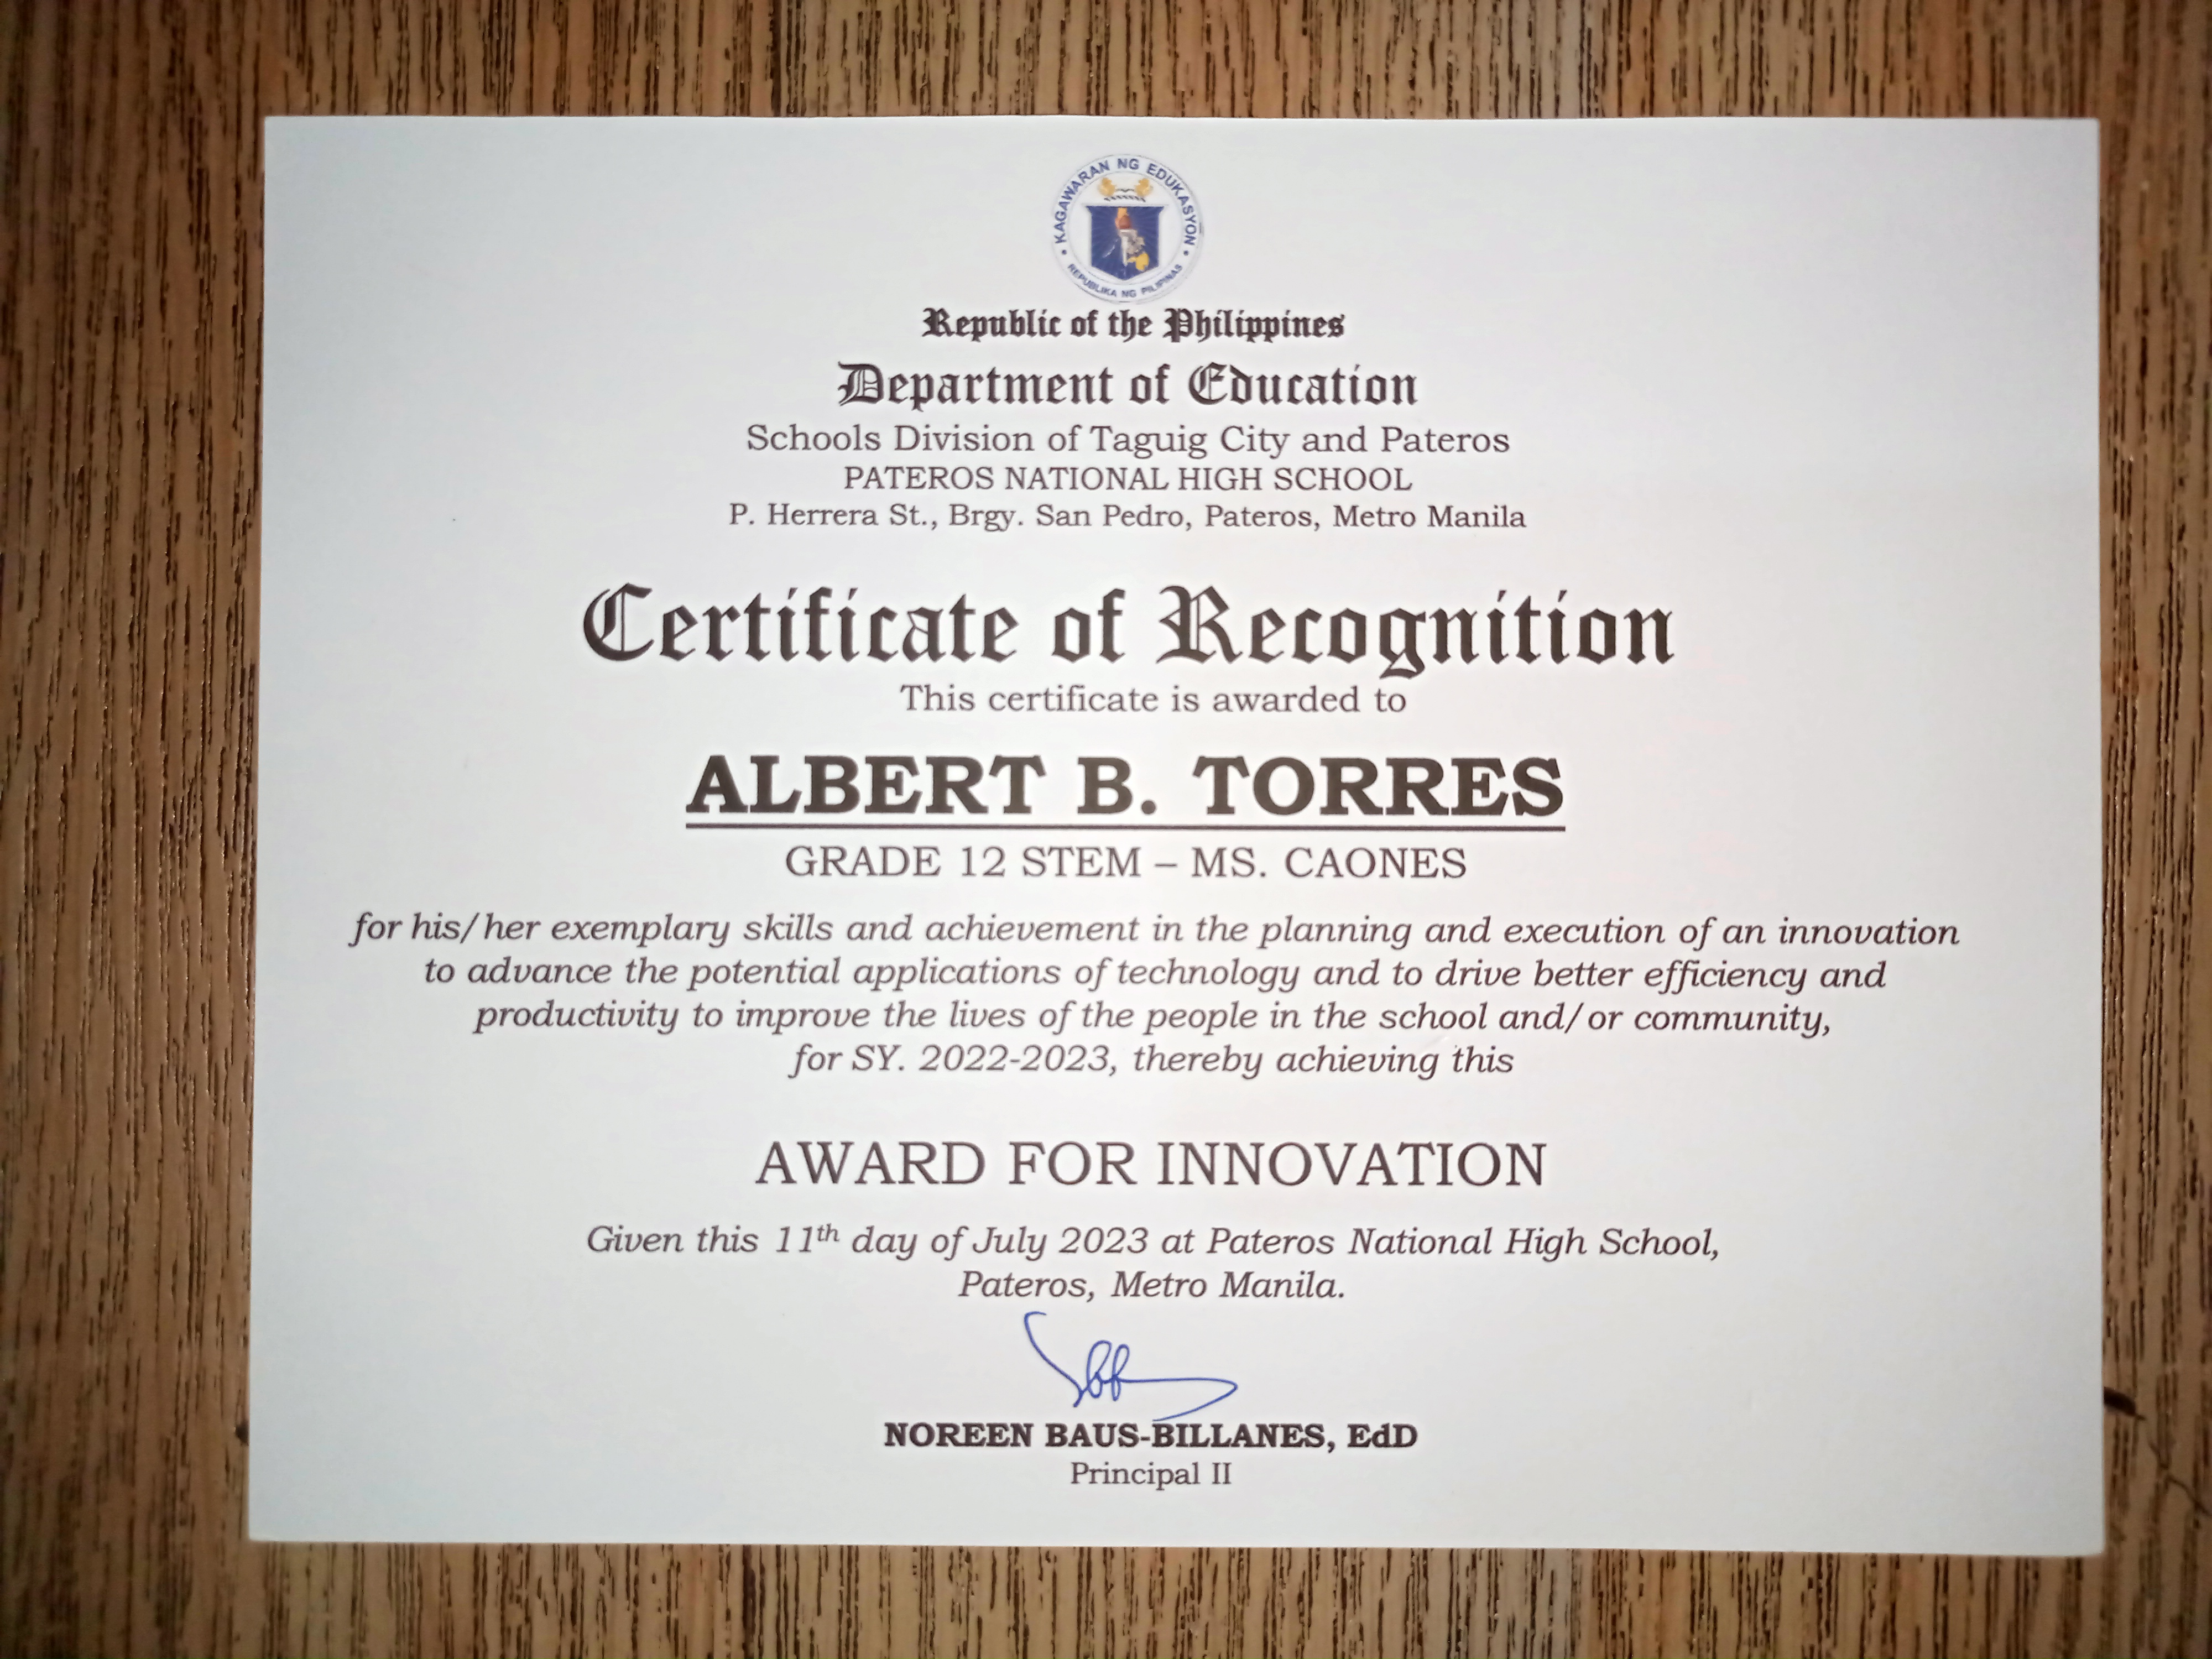 KAGAWARAN NG EDUKASYON
REPUBLIKA NG PILIPINAS
Republic of the Philippines
Department of Education
Schools Division of Taguig City and Pateros
PATEROS NATIONAL HIGH SCHOOL
P. Herrera St., Brgy. San Pedro, Pateros, Metro Manila
Certificate of Recognition
This certificate is awarded to
ALBERT B. TORRES
GRADE 12 STEM – MS. CAONES
for his/her exemplary skills and achievement in the planning and execution of an innovation
to advance the potential applications of technology and to drive better efficiency and
productivity to improve the lives of the people in the school and/or community,
for SY. 2022-2023, thereby achieving this
AWARD FOR INNOVATION
Given this 11th day of July 2023 at Pateros National High School,
Pateros, Metro Manila.
NOREEN BAUS-BILLANES, EdD
Principal II